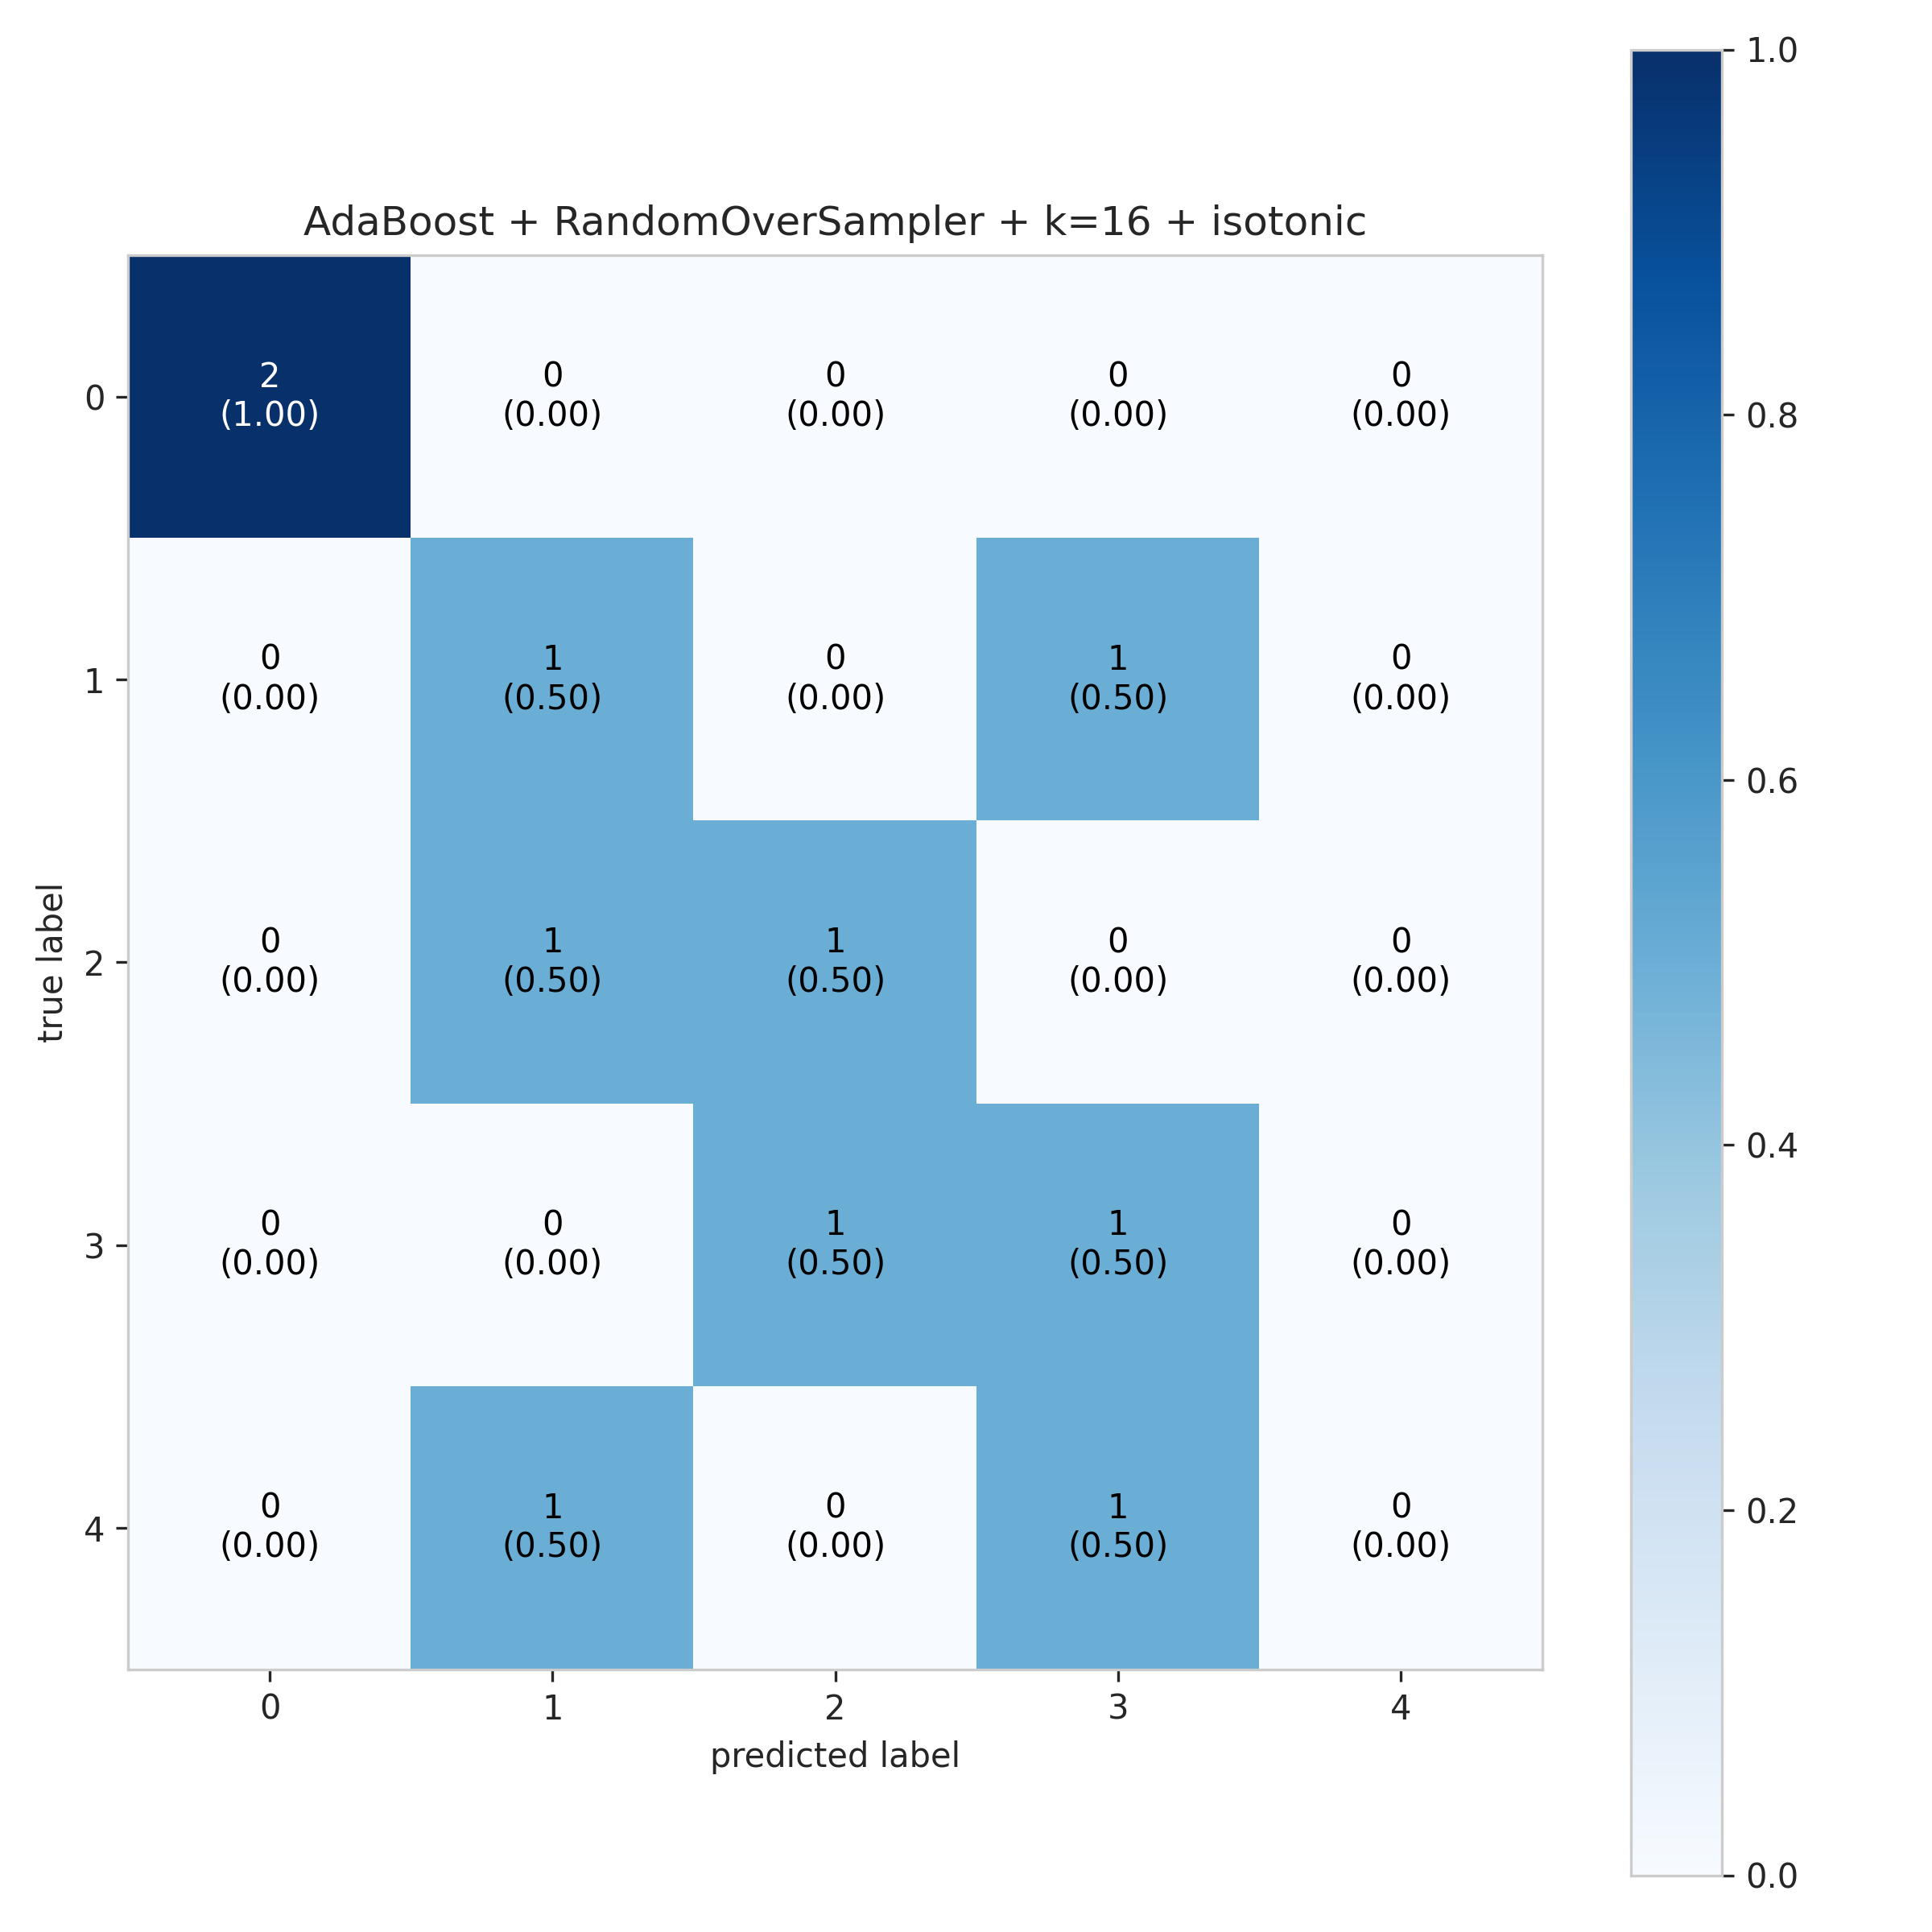 AdaBoost + RandomOverSampler + k=16 + isotonic
1.0
0.8
0.6
0.4
0.2
0.0
true label
0
2 0 0 0 0
(1.00) (0.00) (0.00) (0.00) (0.00)
1
0 1 0 1 0
(0.00) (0.50) (0.00) (0.50) (0.00)
2
0 1 1 0 0
(0.00) (0.50) (0.50) (0.00) (0.00)
3
0 0 1 1 0
(0.00) (0.00) (0.50) (0.50) (0.00)
4
0 1 0 1 0
(0.00) (0.50) (0.00) (0.50) (0.00)
0 1 2 3 4
predicted label